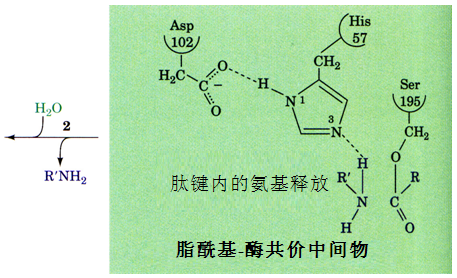 Asp
102
His
57
H₂C
C
O
−
O
H
N
1
CH₂
3
N
Ser
195
CH₂
O
H₂O
2
R′NH₂
肽键内的氨基释放
H
R′
N
H
C
R
O
脂酰基-酶共价中间物